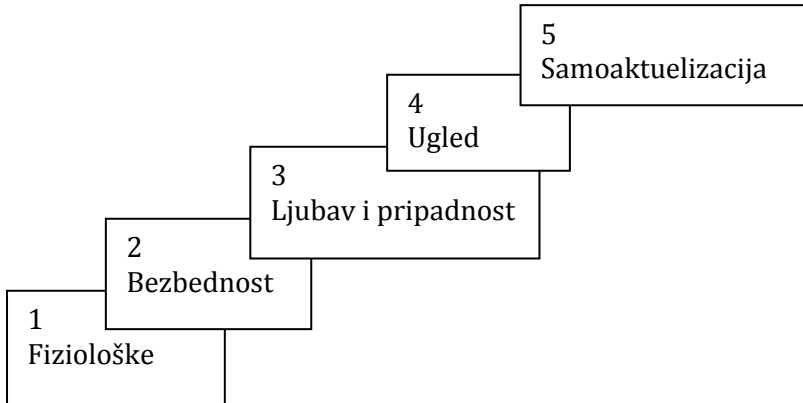 5
Samoaktuelizacija
4
Ugled
3
Ljubav i pripadnost
2
Bezbednost
1
Fiziološke